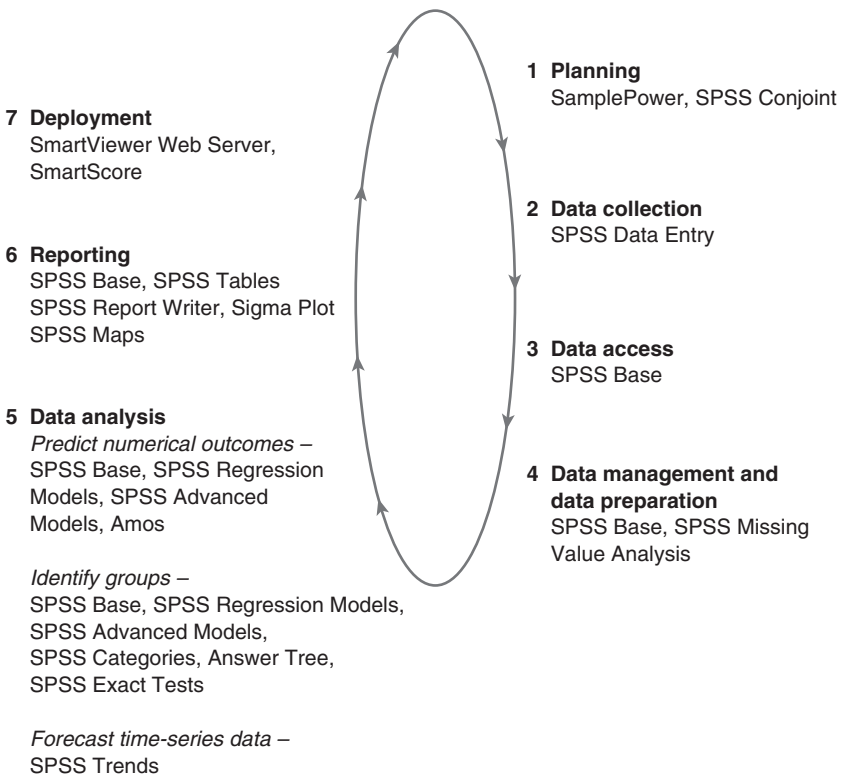 1 Planning
SamplePower, SPSS Conjoint
2 Data collection
SPSS Data Entry
3 Data access
SPSS Base
4 Data management and
data preparation
SPSS Base, SPSS Missing
Value Analysis
5 Data analysis
Predict numerical outcomes –
SPSS Base, SPSS Regression
Models, SPSS Advanced
Models, Amos
Identify groups –
SPSS Base, SPSS Regression Models,
SPSS Advanced Models,
SPSS Categories, Answer Tree,
SPSS Exact Tests
Forecast time-series data –
SPSS Trends
6 Reporting
SPSS Base, SPSS Tables
SPSS Report Writer, Sigma Plot
SPSS Maps
7 Deployment
SmartViewer Web Server,
SmartScore